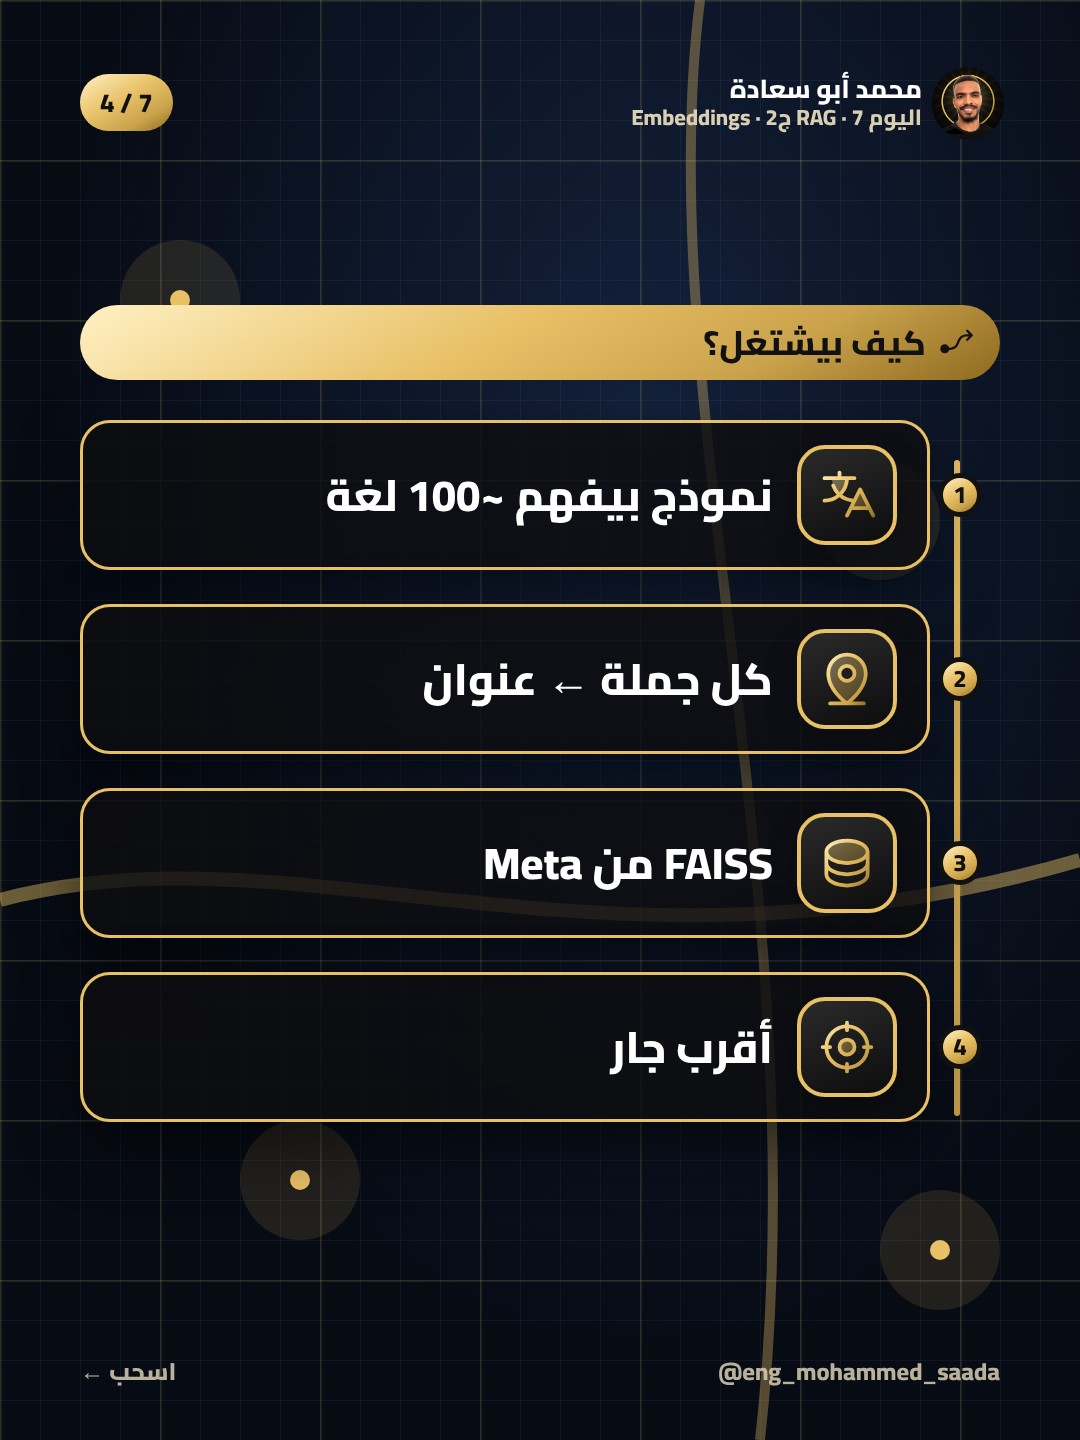 محمد أبو سعادة
اليوم 7 · RAG ج2 · Embeddings
4 / 7
كيف بيشتغل؟
1
نموذج بيفهم ~100 لغة
2
كل جملة ← عنوان
3
FAISS من Meta
4
أقرب جار
@eng_mohammed_saada
اسحب ←